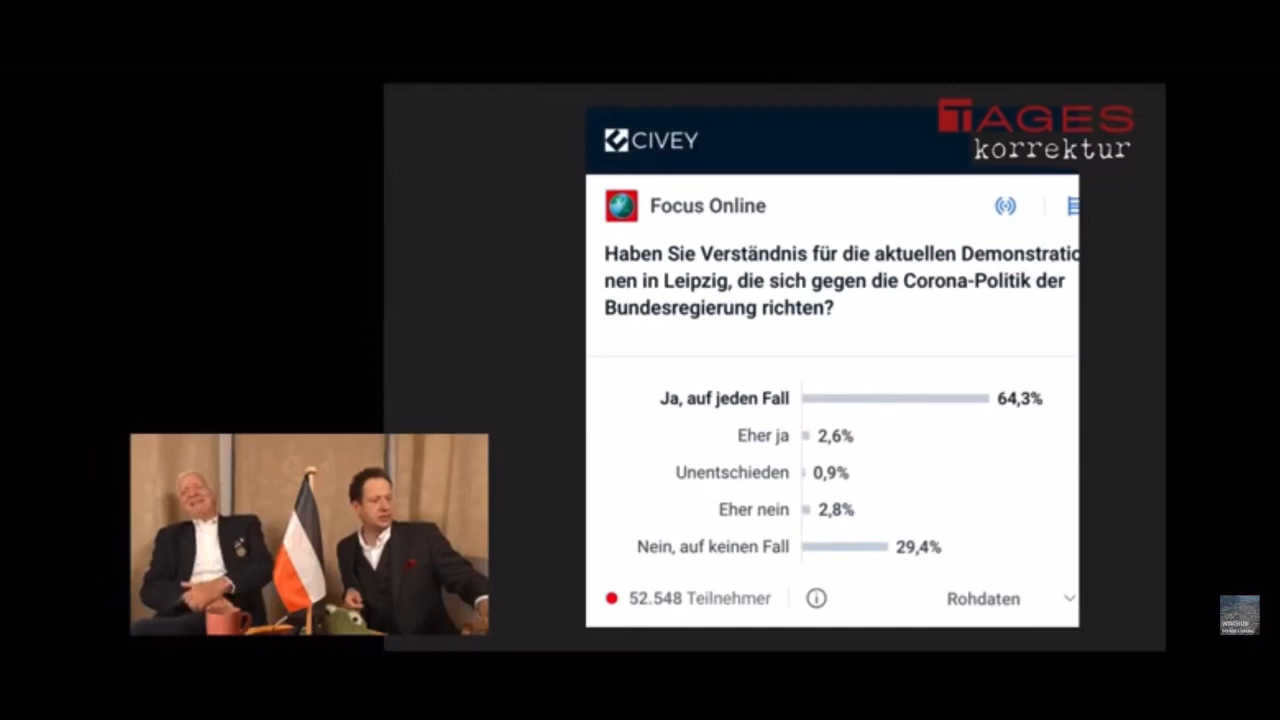 TAGES
korrektur
CIVEY
Focus Online
Haben Sie Verständnis für die aktuellen Demonstratio
nen in Leipzig, die sich gegen die Corona-Politik der
Bundesregierung richten?
Ja, auf jeden Fall 64,3%
Eher ja 2,6%
Unentschieden 0,9%
Eher nein 2,8%
Nein, auf keinen Fall 29,4%
52.548 Teilnehmer
Rohdaten